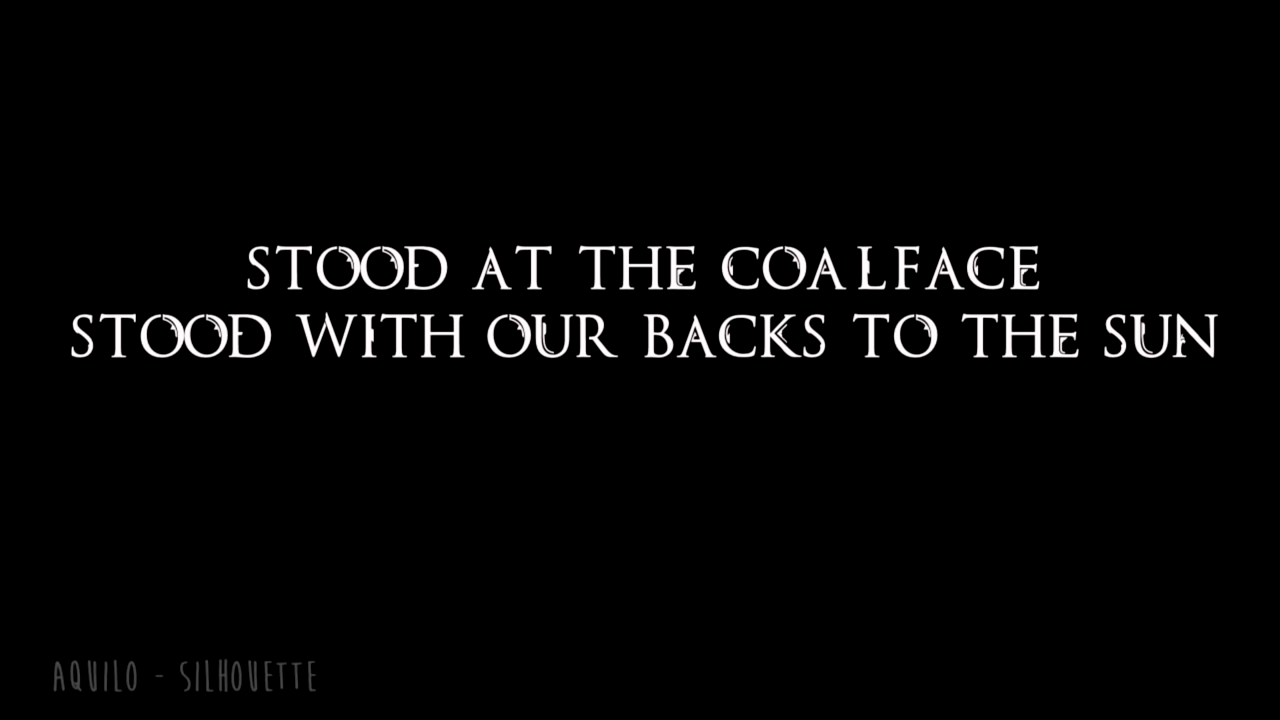 STOOD AT THE COALFACE
STOOD WITH OUR BACKS TO THE SUN
AQUILO - SILHOUETTE